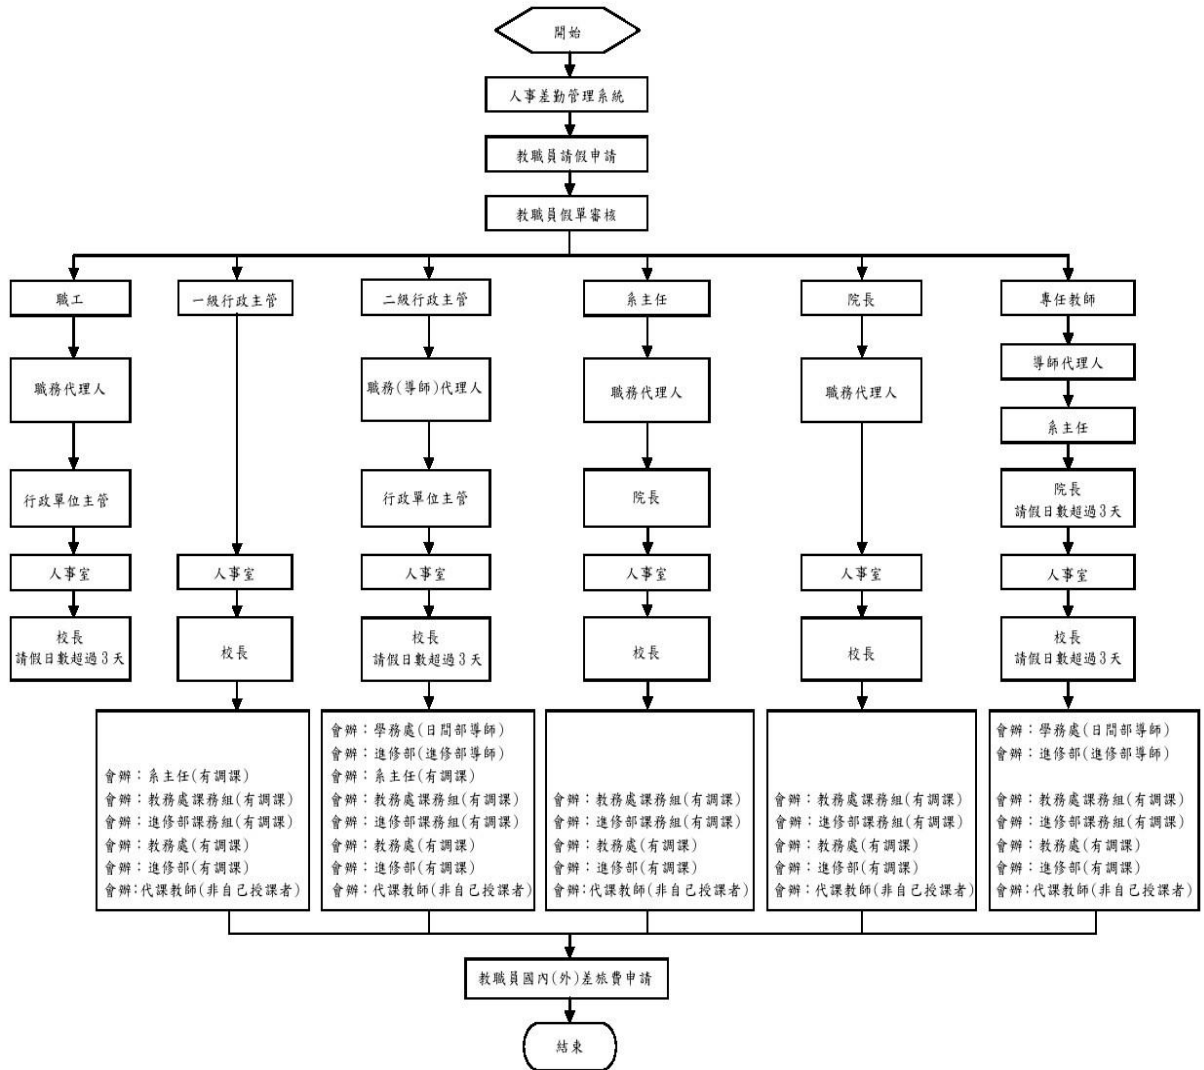 開始
人事差勤管理系統
教職員請假申請
教職員假單審核
職工
一級行政主管
二級行政主管
系主任
院長
專任教師
職務代理人
職務(導師)代理人
職務代理人
職務代理人
導師代理人
系主任
行政單位主管
行政單位主管
院長
院長
請假日數超過3天
人事室
人事室
人事室
人事室
人事室
人事室
校長
請假日數超過3天
校長
校長
請假日數超過3天
校長
校長
校長
請假日數超過3天
會辦：系主任(有調課)
會辦：教務處課務組(有調課)
會辦：進修部課務組(有調課)
會辦：教務處(有調課)
會辦：進修部(有調課)
會辦:代課教師(非自己授課者)
會辦：學務處(日間部導師)
會辦：進修部(進修部導師)
會辦：系主任(有調課)
會辦：教務處課務組(有調課)
會辦：進修部課務組(有調課)
會辦：教務處(有調課)
會辦：進修部(有調課)
會辦：代課教師(非自己授課者)
會辦：教務處課務組(有調課)
會辦：進修部課務組(有調課)
會辦：教務處(有調課)
會辦：進修部(有調課)
會辦:代課教師(非自己授課者)
會辦：教務處課務組(有調課)
會辦：進修部課務組(有調課)
會辦：教務處(有調課)
會辦：進修部(有調課)
會辦:代課教師(非自己授課者)
會辦：學務處(日間部導師)
會辦：進修部(進修部導師)
會辦：教務處課務組(有調課)
會辦：進修部課務組(有調課)
會辦：教務處(有調課)
會辦：進修部(有調課)
會辦:代課教師(非自己授課者)
教職員國內(外)差旅費申請
結束